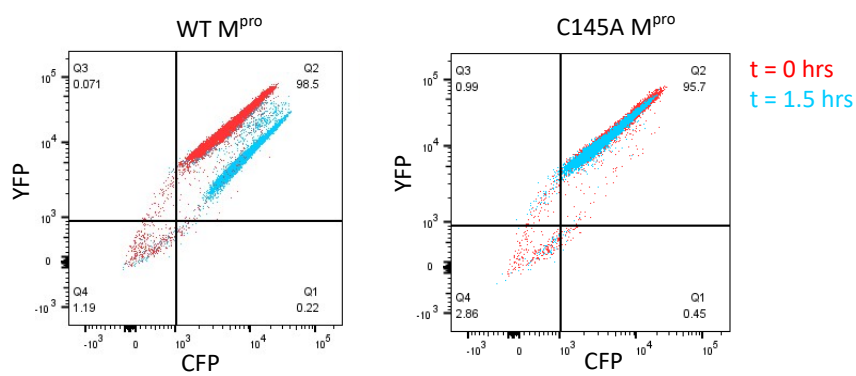 WT Mᵖʳᵒ
Q3
0.071
Q2
98.5
10⁵
10⁴
10³
0
-10³
YFP
Q4
1.19
Q1
0.22
-10³ 0 10³ 10⁴ 10⁵
CFP
C145A Mᵖʳᵒ
Q3
0.99
Q2
95.7
10⁵
10⁴
10³
0
-10³
YFP
Q4
2.86
Q1
0.45
-10³ 0 10³ 10⁴ 10⁵
CFP
t = 0 hrs
t = 1.5 hrs